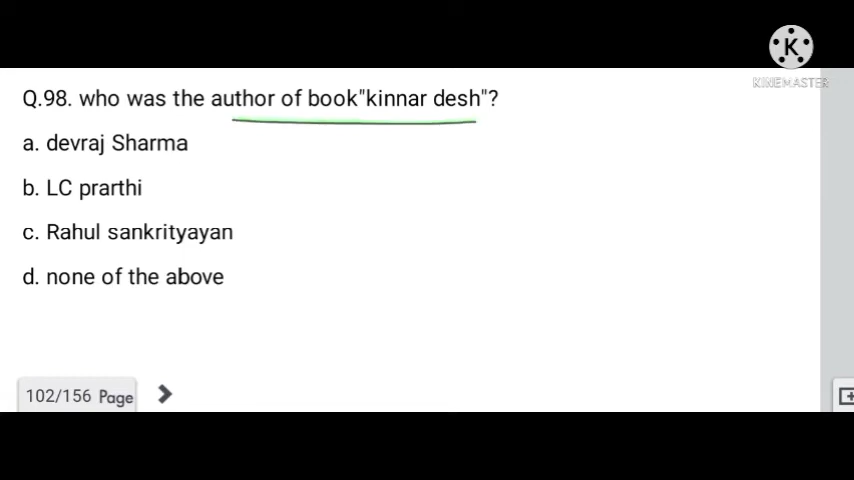 K
KINEMASTER
Q.98. who was the author of book"kinnar desh"?
a. devraj Sharma
b. LC prarthi
c. Rahul sankrityayan
d. none of the above
102/156 Page